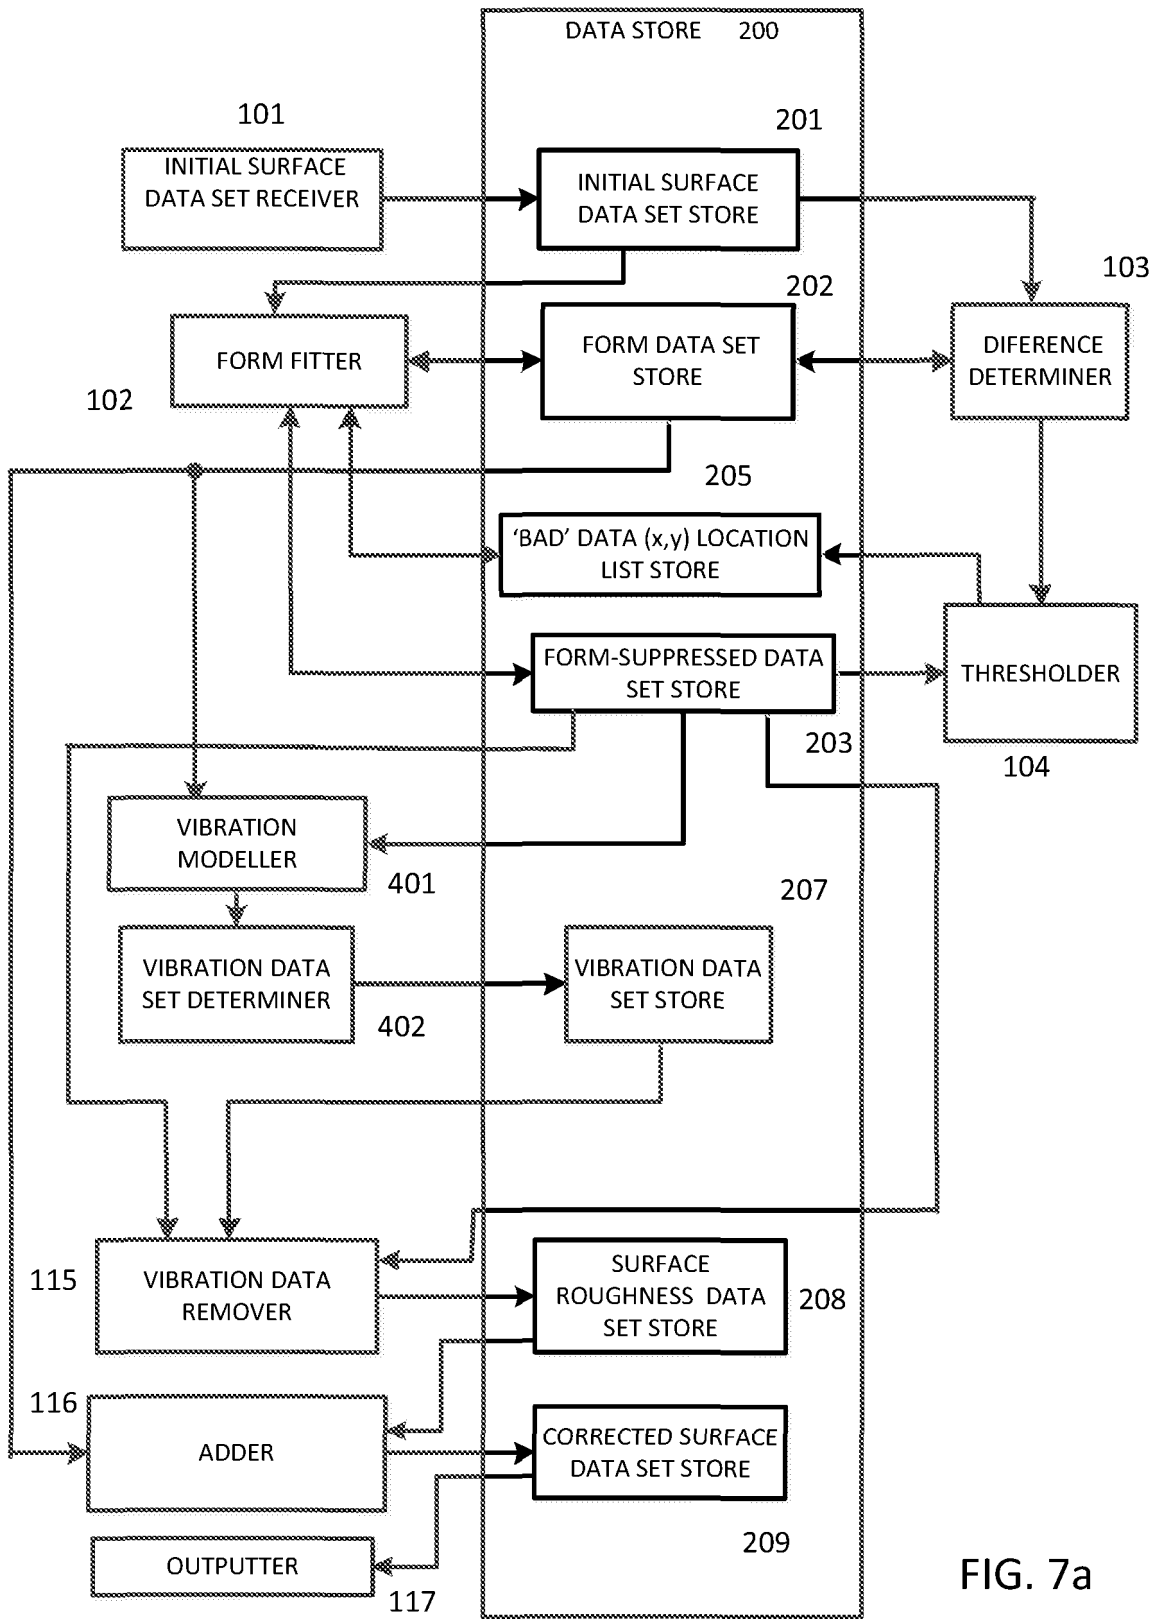 DATA STORE 200
101
201
INITIAL SURFACE
DATA SET RECEIVER
INITIAL SURFACE
DATA SET STORE
103
202
FORM FITTER
FORM DATA SET
STORE
DIFERENCE
DETERMINER
102
205
'BAD' DATA (x,y) LOCATION
LIST STORE
FORM-SUPPRESSED DATA
SET STORE
THRESHOLDER
203
104
VIBRATION
MODELLER
401
207
VIBRATION DATA
SET DETERMINER
VIBRATION DATA
SET STORE
402
115
VIBRATION DATA
REMOVER
SURFACE
ROUGHNESS DATA
SET STORE
208
116
ADDER
CORRECTED SURFACE
DATA SET STORE
209
OUTPUTTER
117
FIG. 7a